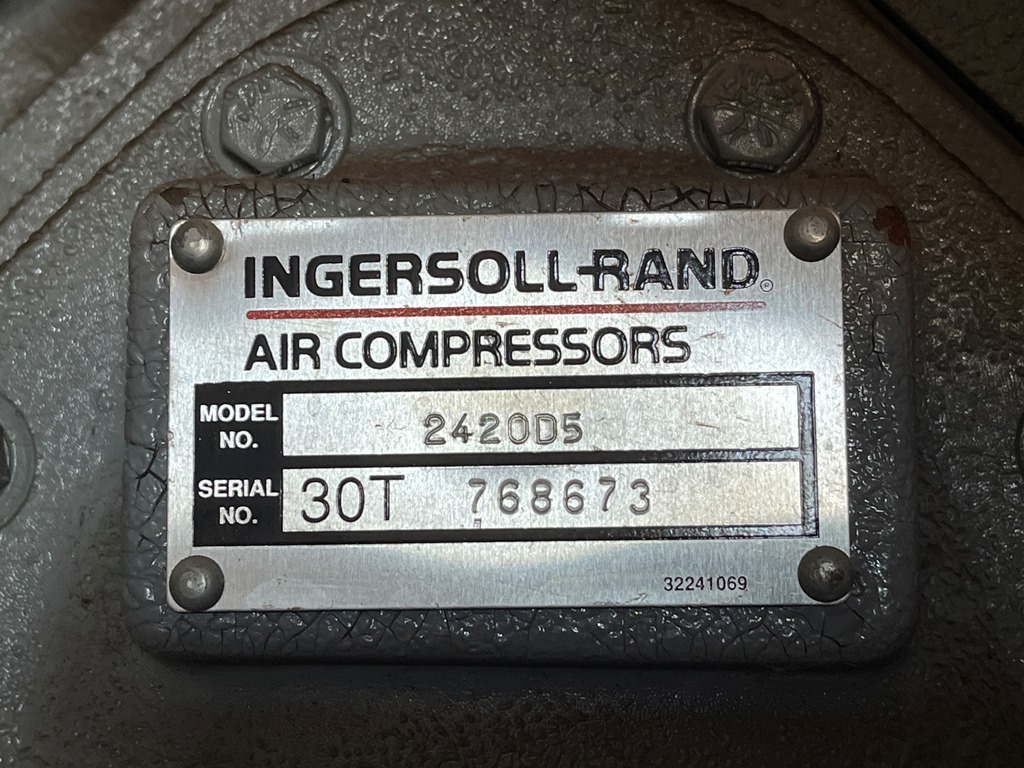 INGERSOLL-RAND®
AIR COMPRESSORS
MODEL NO. 2420D5
SERIAL NO. 30T 768673
32241069